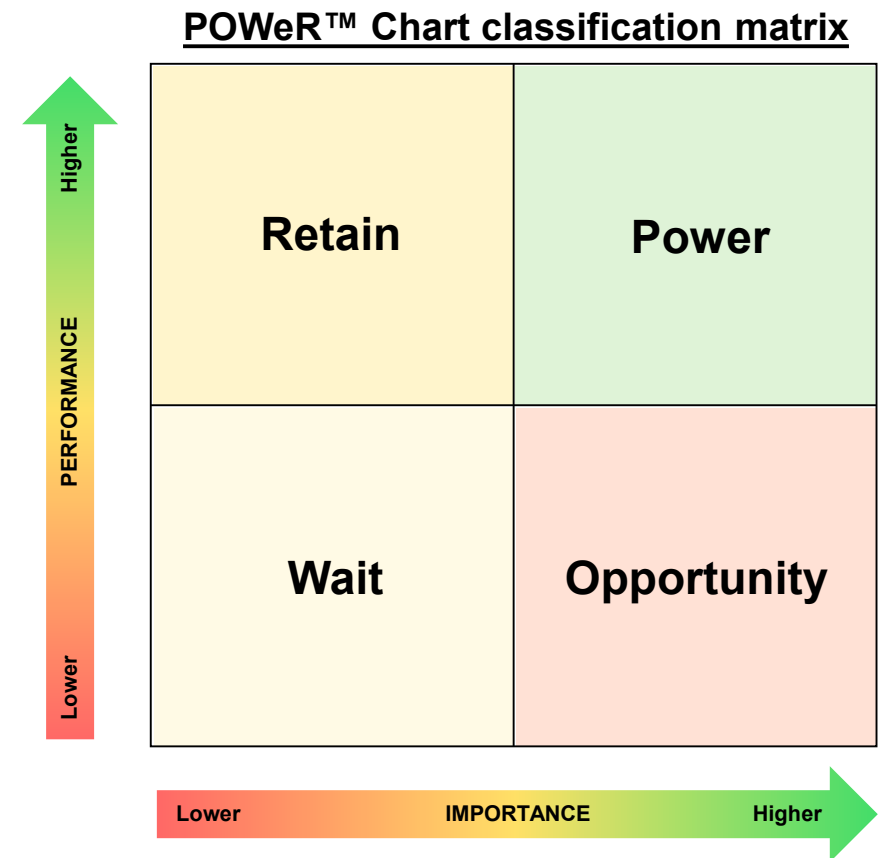 POWeR™ Chart classification matrix
Higher
PERFORMANCE
Lower
Retain
Power
Wait
Opportunity
Lower
IMPORTANCE
Higher